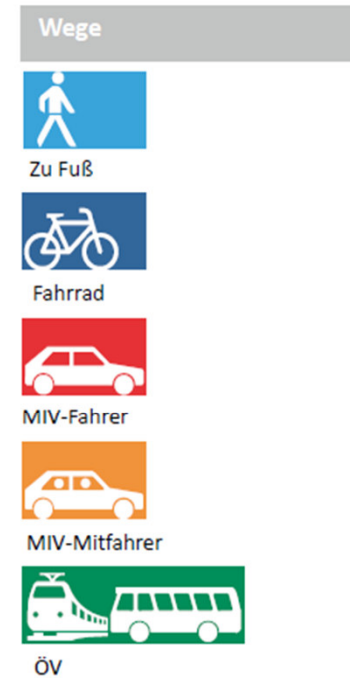 Wege
Zu Fuß
Fahrrad
MIV-Fahrer
MIV-Mitfahrer
ÖV